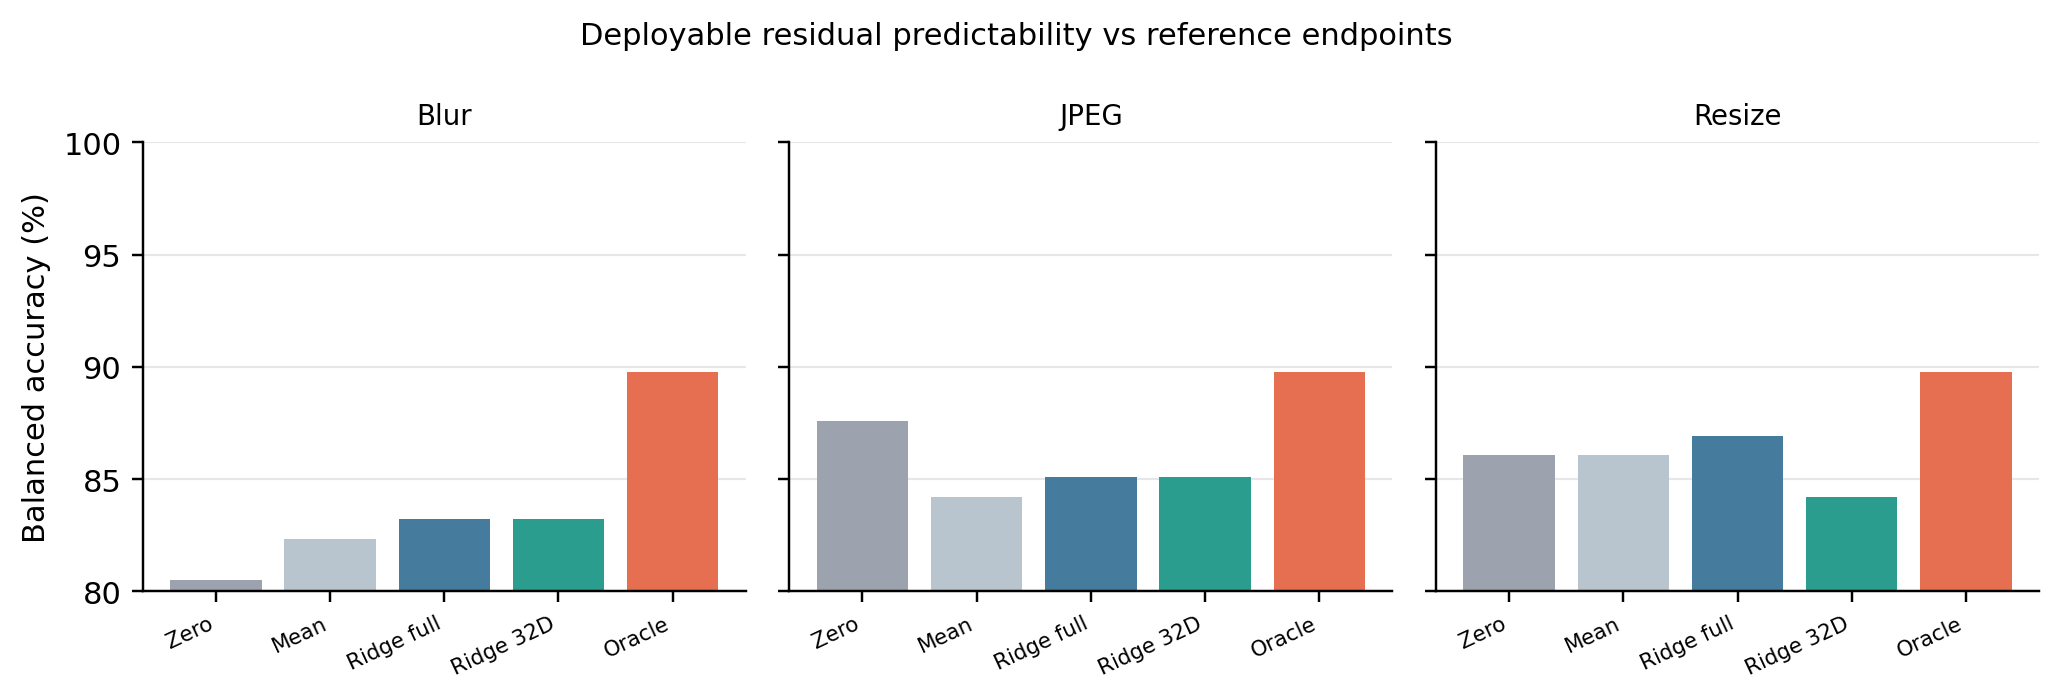 Deployable residual predictability vs reference endpoints
Blur
JPEG
Resize
Balanced accuracy (%)
100
95
90
85
80
Zero
Mean
Ridge full
Ridge 32D
Oracle
Zero
Mean
Ridge full
Ridge 32D
Oracle
Zero
Mean
Ridge full
Ridge 32D
Oracle